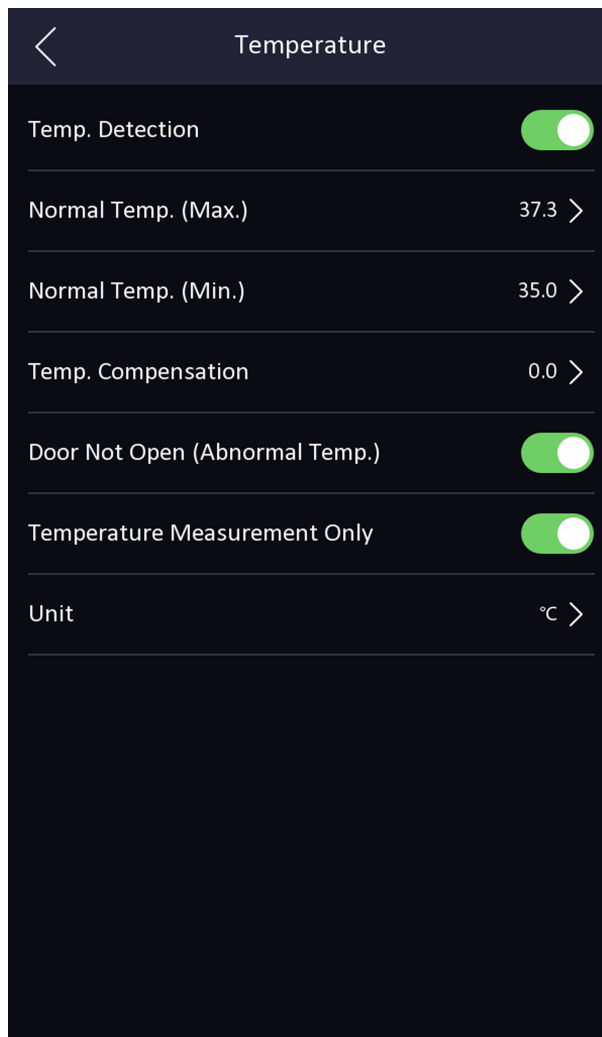 Temperature
Temp. Detection
Normal Temp. (Max.) 37.3
Normal Temp. (Min.) 35.0
Temp. Compensation 0.0
Door Not Open (Abnormal Temp.)
Temperature Measurement Only
Unit ℃